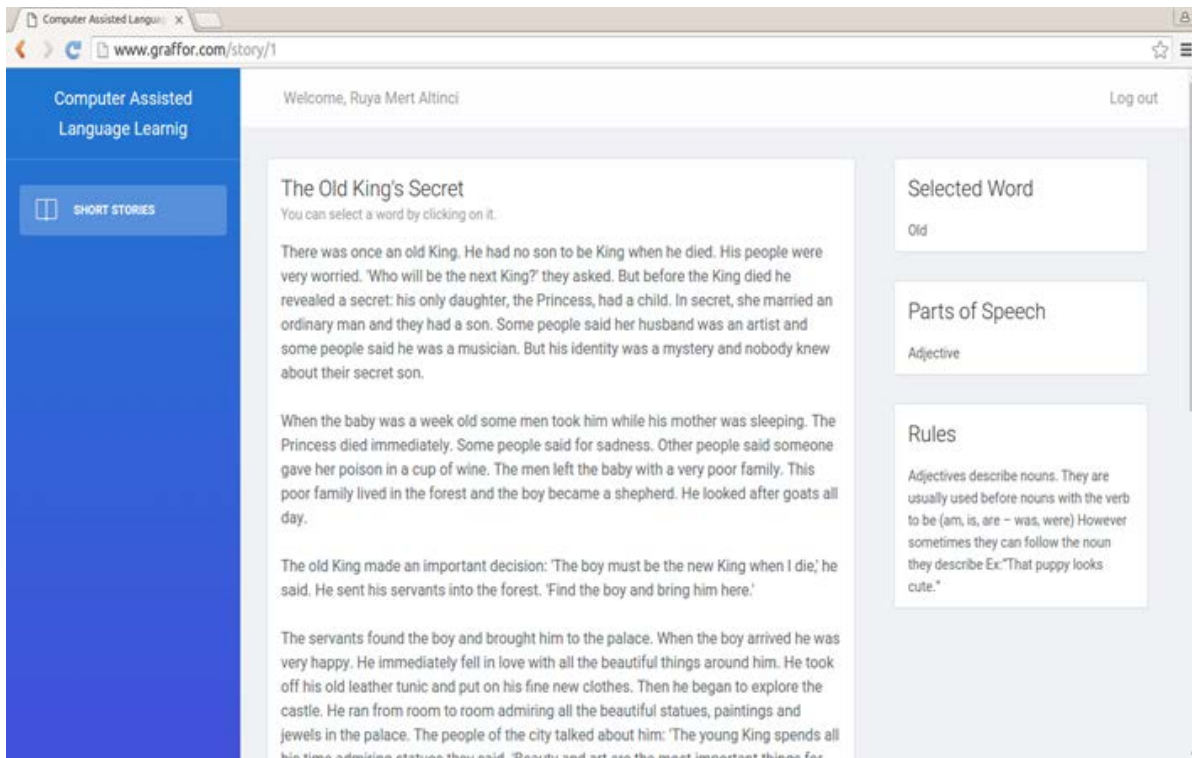 Computer Assisted Langua
www.graffor.com/story/1
Computer Assisted
Language Learnig
SHORT STORIES
Welcome, Ruya Mert Altinci
Log out
The Old King's Secret
You can select a word by clicking on it.
There was once an old King. He had no son to be King when he died. His people were
very worried. 'Who will be the next King?' they asked. But before the King died he
revealed a secret: his only daughter, the Princess, had a child. In secret, she married an
ordinary man and they had a son. Some people said her husband was an artist and
some people said he was a musician. But his identity was a mystery and nobody knew
about their secret son.
When the baby was a week old some men took him while his mother was sleeping. The
Princess died immediately. Some people said for sadness. Other people said someone
gave her poison in a cup of wine. The men left the baby with a very poor family. This
poor family lived in the forest and the boy became a shepherd. He looked after goats all
day.
The old King made an important decision: 'The boy must be the new King when I die,' he
said. He sent his servants into the forest. 'Find the boy and bring him here.'
The servants found the boy and brought him to the palace. When the boy arrived he was
very happy. He immediately fell in love with all the beautiful things around him. He took
off his old leather tunic and put on his fine new clothes. Then he began to explore the
castle. He ran from room to room admiring all the beautiful statues, paintings and
jewels in the palace. The people of the city talked about him: 'The young King spends all
his time admiring statues they said. 'Beauty and art are the most important things for
Selected Word
Old
Parts of Speech
Adjective
Rules
Adjectives describe nouns. They are
usually used before nouns with the verb
to be (am, is, are – was, were) However
sometimes they can follow the noun
they describe Ex:"That puppy looks
cute."